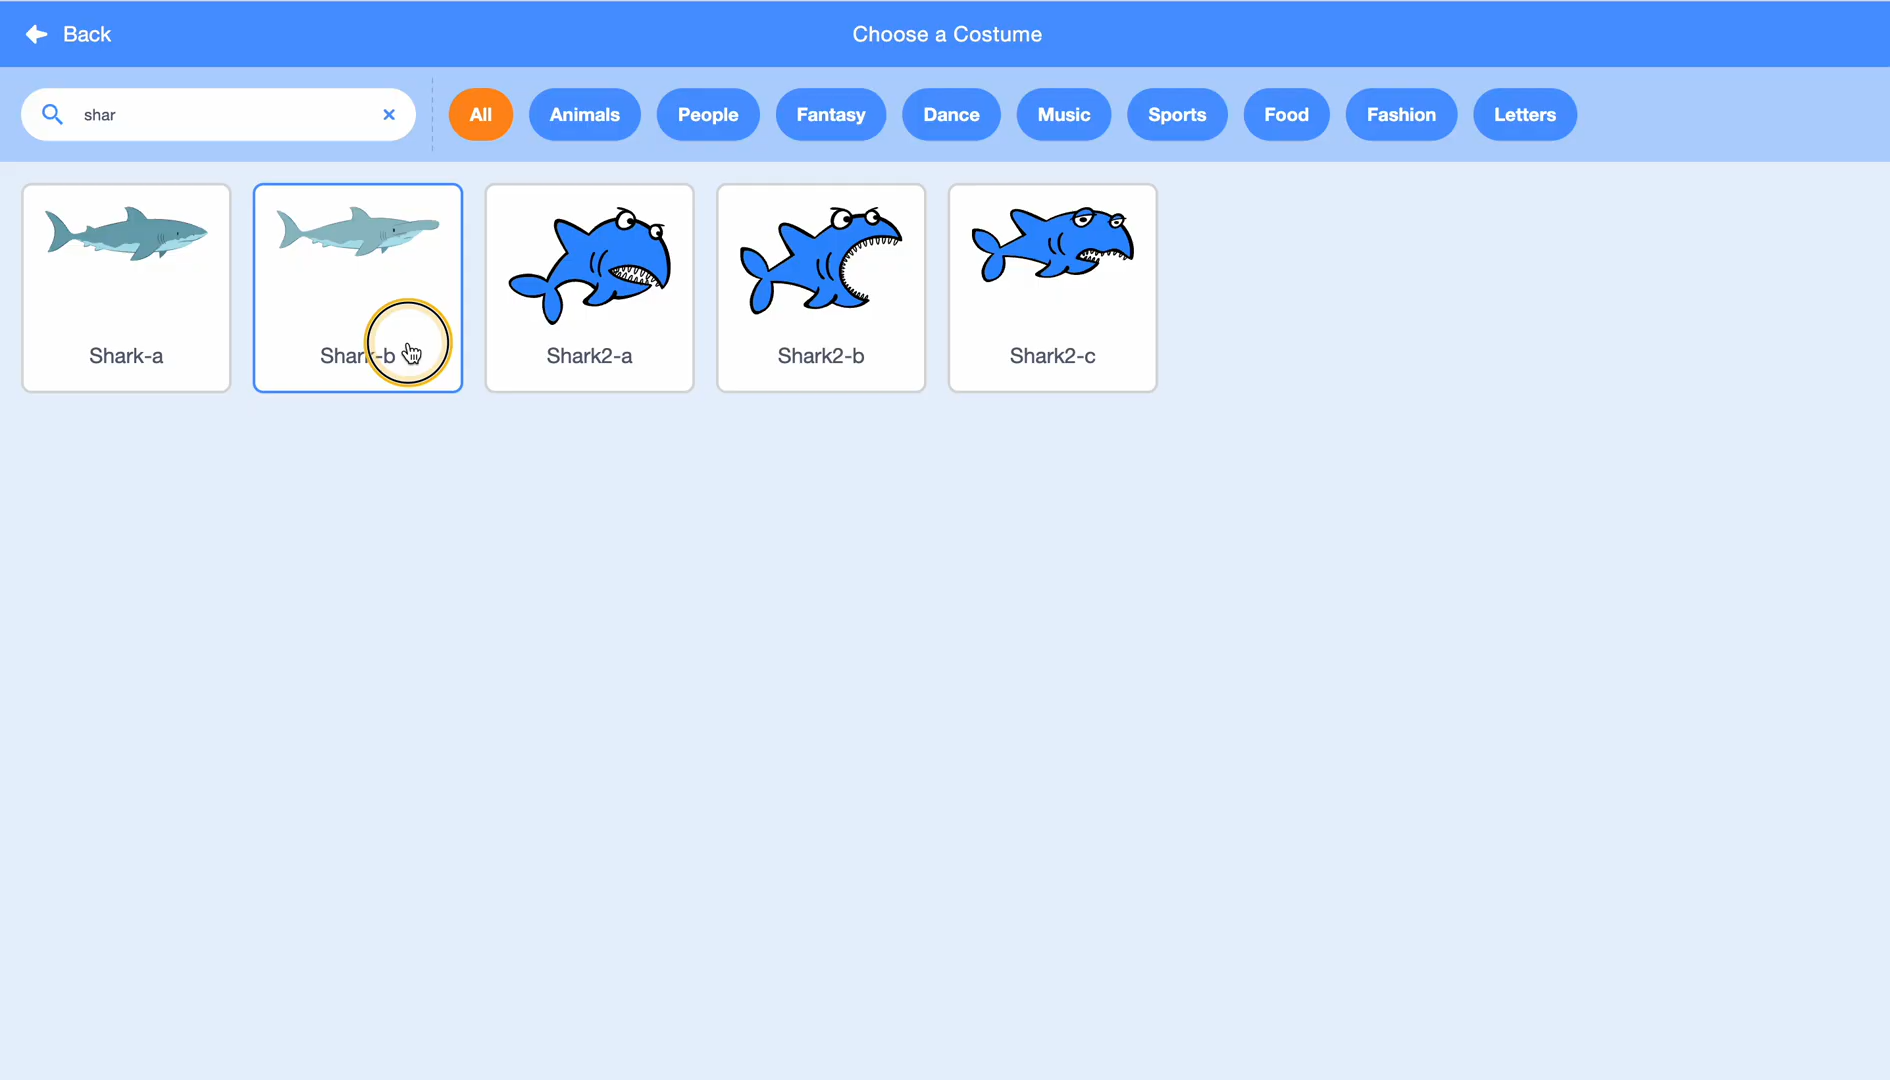 Back
Choose a Costume
shar
All Animals People Fantasy Dance Music Sports Food Fashion Letters
Shark-a Shark-b Shark2-a Shark2-b Shark2-c